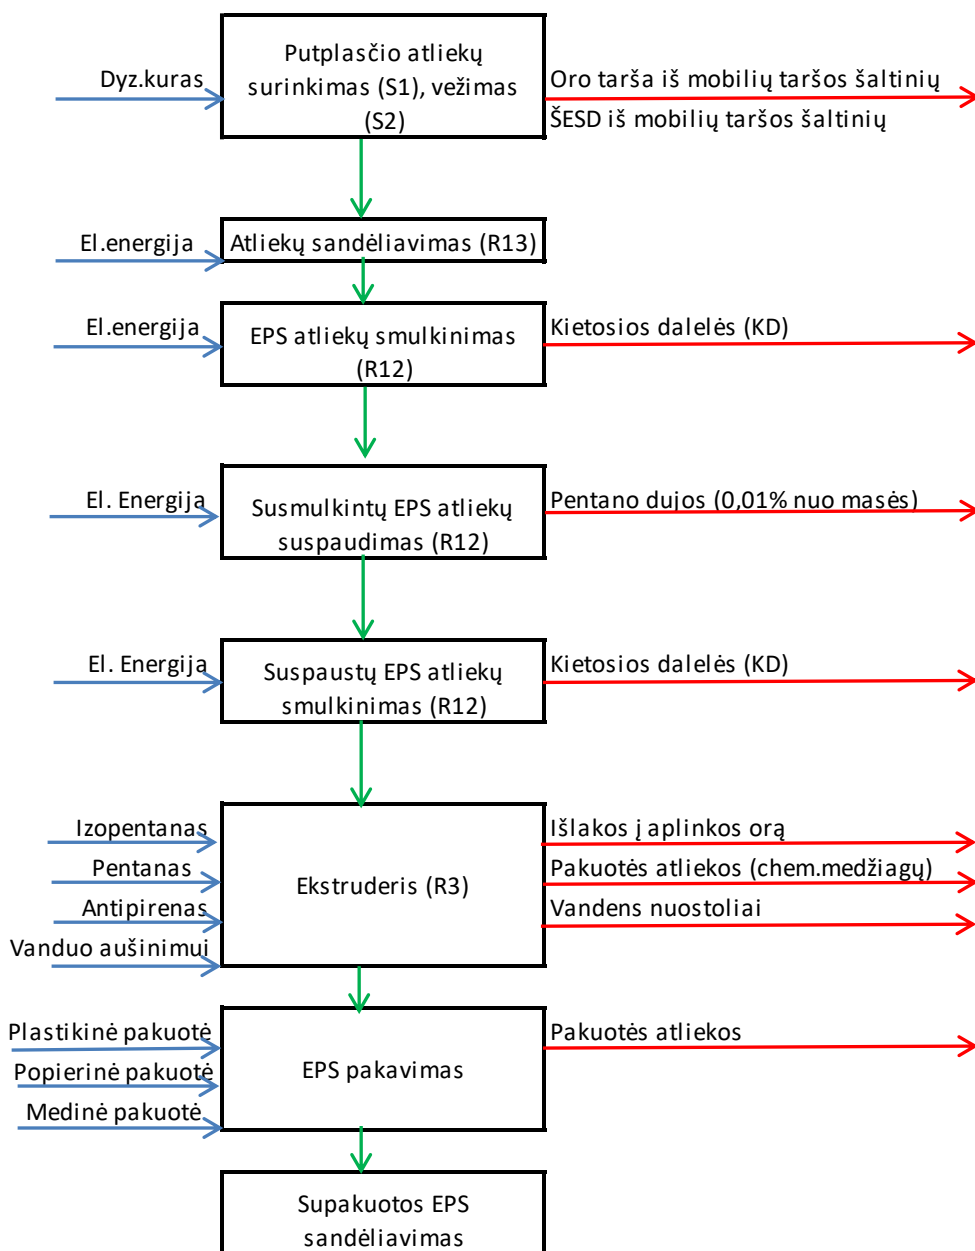 Putplasčio atliekų
surinkimas (S1), vežimas
(S2)
Dyz.kuras
Oro tarša iš mobilių taršos šaltinių
ŠESD iš mobilių taršos šaltinių
El.energija
Atliekų sandėliavimas (R13)
El.energija
EPS atliekų smulkinimas
(R12)
Kietosios dalelės (KD)
El. Energija
Susmulkintų EPS atliekų
suspaudimas (R12)
Pentano dujos (0,01% nuo masės)
El. Energija
Suspaustų EPS atliekų
smulkinimas (R12)
Kietosios dalelės (KD)
Izopentanas
Pentanas
Antipirenas
Vanduo aušinimui
Ekstruderis (R3)
Išlakos į aplinkos orą
Pakuotės atliekos (chem.medžiagų)
Vandens nuostoliai
Plastikinė pakuotė
Popierinė pakuotė
Medinė pakuotė
EPS pakavimas
Pakuotės atliekos
Supakuotos EPS
sandėliavimas